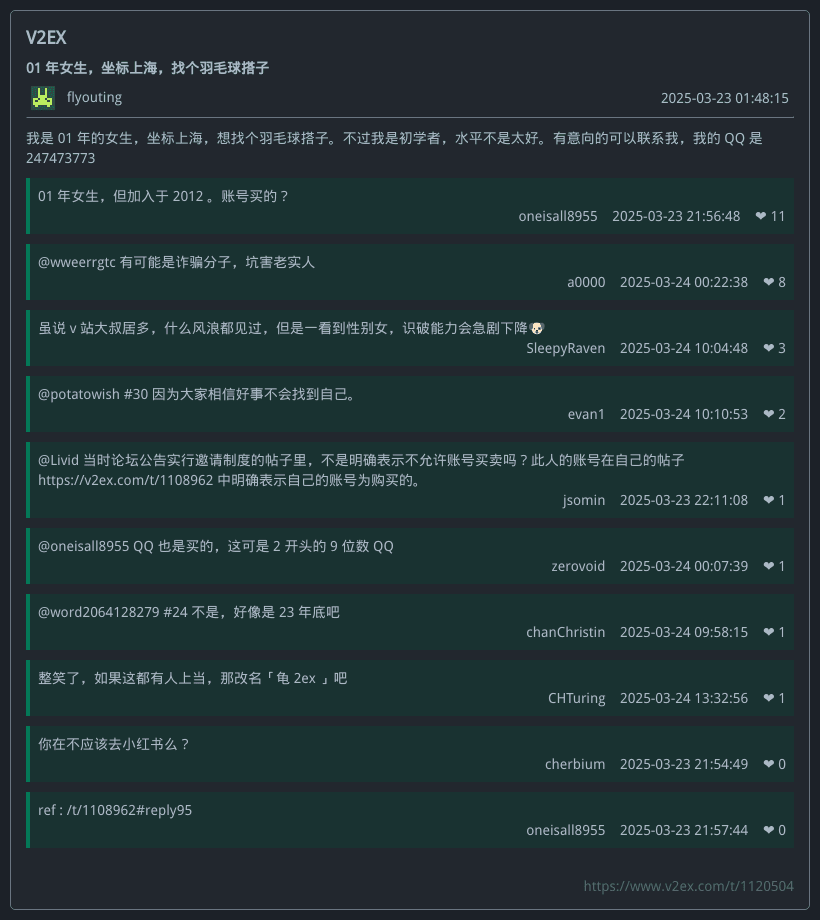 V2EX
01 年女生，坐标上海，找个羽毛球搭子
flyouting 2025-03-23 01:48:15
我是 01 年的女生，坐标上海，想找个羽毛球搭子。不过我是初学者，水平不是太好。有意向的可以联系我，我的 QQ 是
247473773
01 年女生，但加入于 2012 。账号买的？
oneisall8955 2025-03-23 21:56:48 ❤ 11
@wweerrgtc 有可能是诈骗分子，坑害老实人
a0000 2025-03-24 00:22:38 ❤ 8
虽说 v 站大叔居多，什么风浪都见过，但是一看到性别女，识破能力会急剧下降🐶
SleepyRaven 2025-03-24 10:04:48 ❤ 3
@potatowish #30 因为大家相信好事不会找到自己。
evan1 2025-03-24 10:10:53 ❤ 2
@Livid 当时论坛公告实行邀请制度的帖子里，不是明确表示不允许账号买卖吗？此人的账号在自己的帖子
https://v2ex.com/t/1108962 中明确表示自己的账号为购买的。
jsomin 2025-03-23 22:11:08 ❤ 1
@oneisall8955 QQ 也是买的，这可是 2 开头的 9 位数 QQ
zerovoid 2025-03-24 00:07:39 ❤ 1
@word2064128279 #24 不是，好像是 23 年底吧
chanChristin 2025-03-24 09:58:15 ❤ 1
整笑了，如果这都有人上当，那改名「龟 2ex 」吧
CHTuring 2025-03-24 13:32:56 ❤ 1
你在不应该去小红书么？
cherbium 2025-03-23 21:54:49 ❤ 0
ref : /t/1108962#reply95
oneisall8955 2025-03-23 21:57:44 ❤ 0
https://www.v2ex.com/t/1120504